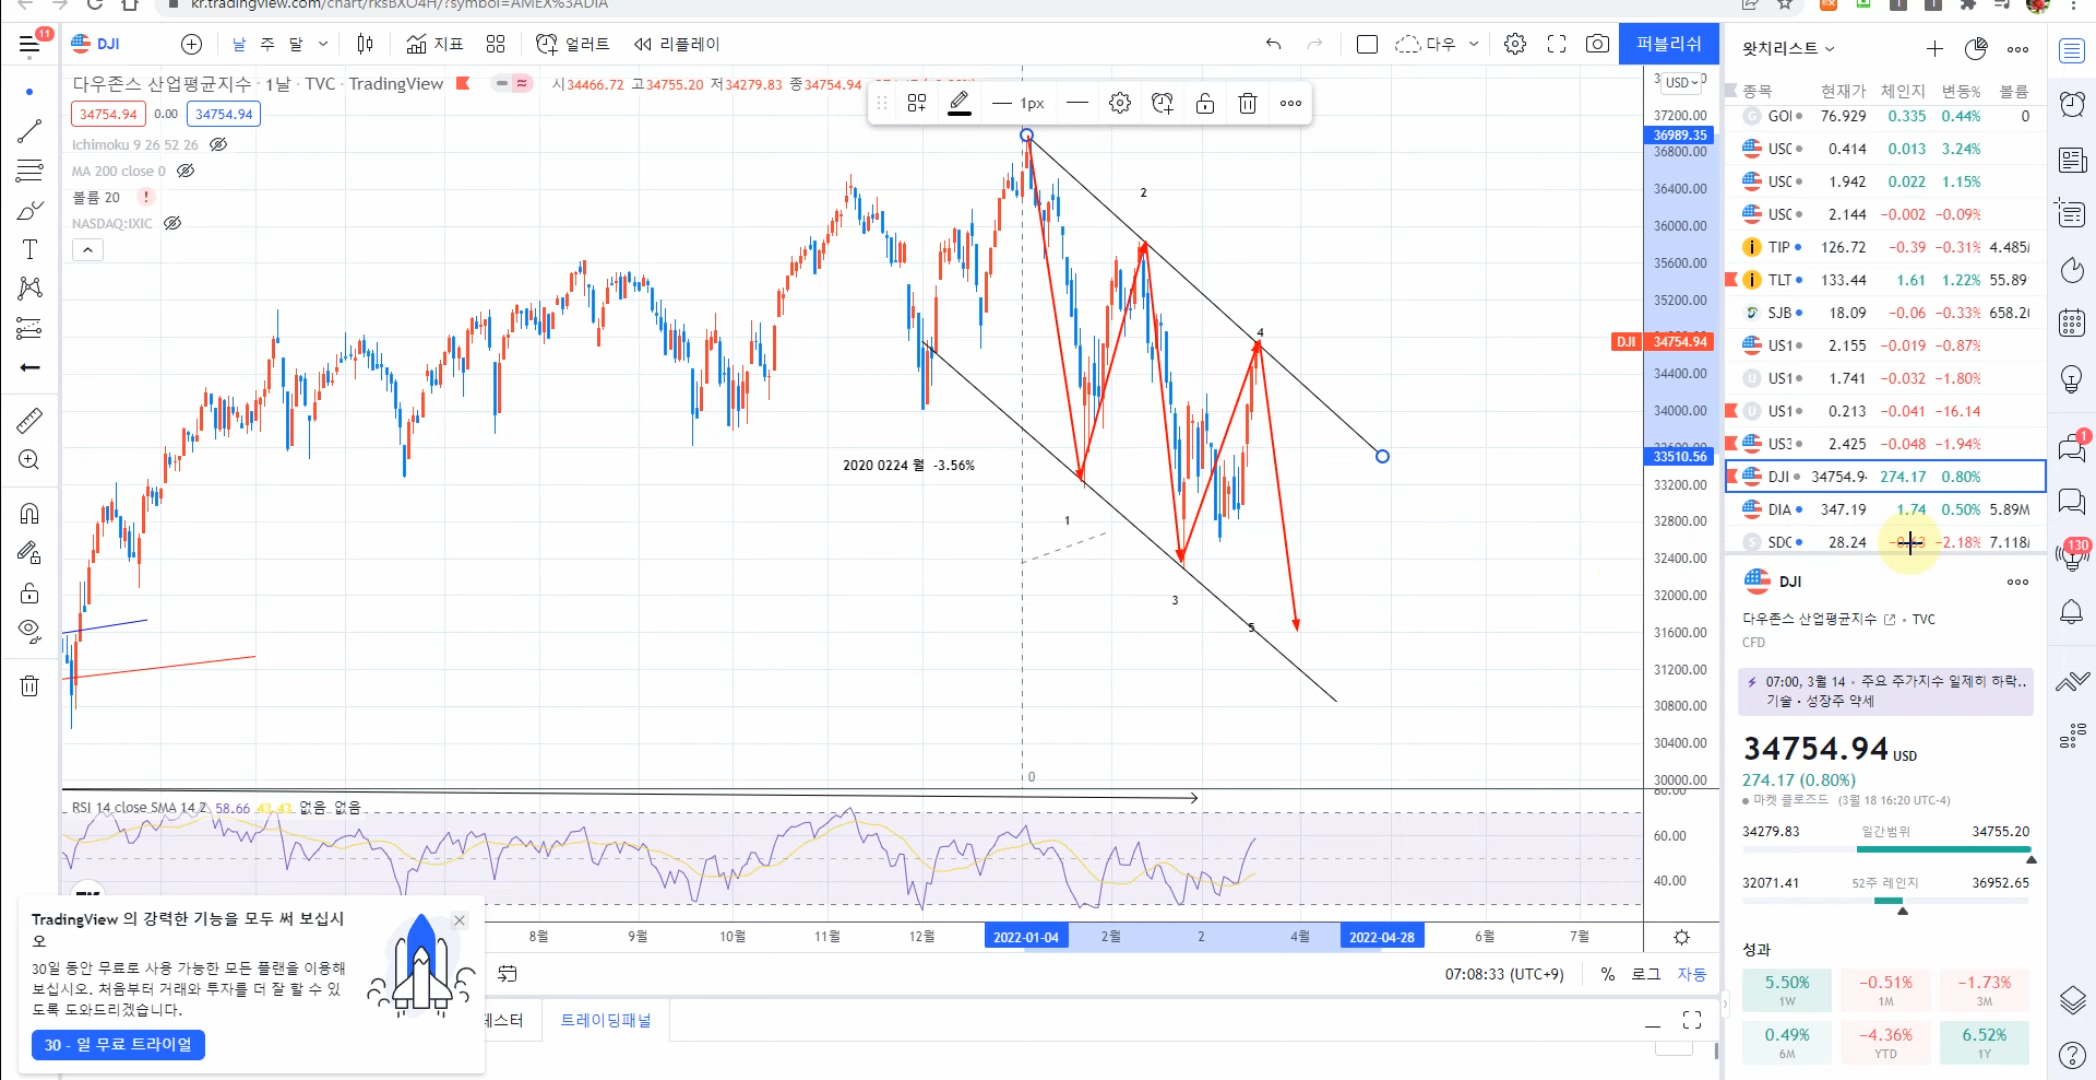 kr.tradingview.com/chart/rksBXO4H/?symbol=AMEX%3ADIA
11
DJI
날 주 달
지표
얼러트
리플레이
다우
퍼블리쉬
다우존스 산업평균지수 · 1날 · TVC · TradingView
시34466.72 고34755.20 저34279.83 종34754.94
34754.94 0.00 34754.94
Ichimoku 9 26 52 26
MA 200 close 0
볼륨 20
NASDAQ:IXIC
1px
USD
37200.00
36989.35
36800.00
36400.00
36000.00
35600.00
35200.00
DJI 34754.94
34400.00
34000.00
33510.56
33200.00
32800.00
32400.00
32000.00
31600.00
31200.00
30800.00
30400.00
30000.00
2
4
2020 0224 월 -3.56%
1
3
5
0
RSI 14 close SMA 14 2 58.66 43.43 없음 없음
80.00
60.00
40.00
8월 9월 10월 11월 12월 2022-01-04 2월 2 4월 2022-04-28 6월 7월
07:08:33 (UTC+9) % 로그 자동
트레이딩패널
TradingView 의 강력한 기능을 모두 써 보십시
오
30일 동안 무료로 사용 가능한 모든 플랜을 이용해
보십시오. 처음부터 거래와 투자를 더 잘 할 수 있
도록 도와드리겠습니다.
30 - 일 무료 트라이얼
왓치리스트
종목 현재가 체인지 변동% 볼륨
GOI 76.929 0.335 0.44% 0
USC 0.414 0.013 3.24%
USC 1.942 0.022 1.15%
USC 2.144 −0.002 −0.09%
TIP 126.72 −0.39 −0.31% 4.485
TLT 133.44 1.61 1.22% 55.89
SJB 18.09 −0.06 −0.33% 658.2
US1 2.155 −0.019 −0.87%
US1 1.741 −0.032 −1.80%
US1 0.213 −0.041 −16.14
US3 2.425 −0.048 −1.94%
DJI 34754.9 274.17 0.80%
DIA 347.19 1.74 0.50% 5.89M
SDC 28.24 −0.63 −2.18% 7.118
DJI
다우존스 산업평균지수 · TVC
CFD
07:00, 3월 14 · 주요 주가지수 일제히 하락..
기술·성장주 약세
34754.94 USD
274.17 (0.80%)
마켓 클로즈드 (3월 18 16:20 UTC-4)
34279.83 일간범위 34755.20
32071.41 52주 레인지 36952.65
성과
5.50% −0.51% −1.73%
1W 1M 3M
0.49% −4.36% 6.52%
6M YTD 1Y
1
130